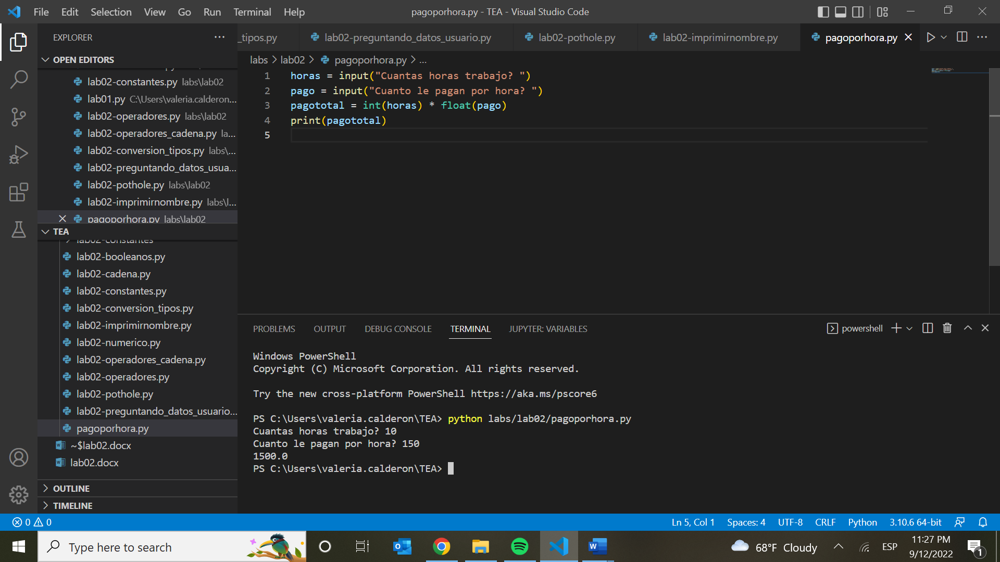 File Edit Selection View Go Run Terminal Help
pagoporhora.py - TEA - Visual Studio Code
EXPLORER
OPEN EDITORS
lab02-constantes.py labs\lab02
lab01.py C:\Users\valeria.calderon...
lab02-operadores.py labs\lab02
lab02-operadores_cadena.py la...
lab02-conversion_tipos.py labs\...
lab02-preguntando_datos_usua...
lab02-pothole.py labs\lab02
lab02-imprimirnombre.py labs\l...
pagoporhora.py labs\lab02
TEA
lab02-constantes
lab02-booleanos.py
lab02-cadena.py
lab02-constantes.py
lab02-conversion_tipos.py
lab02-imprimirnombre.py
lab02-numerico.py
lab02-operadores_cadena.py
lab02-operadores.py
lab02-pothole.py
lab02-preguntando_datos_usuario...
pagoporhora.py
~$lab02.docx
lab02.docx
OUTLINE
TIMELINE
_tipos.py lab02-preguntando_datos_usuario.py lab02-pothole.py lab02-imprimirnombre.py pagoporhora.py
labs > lab02 > pagoporhora.py > ...
1 horas = input("Cuantas horas trabajo? ")
2 pago = input("Cuanto le pagan por hora? ")
3 pagototal = int(horas) * float(pago)
4 print(pagototal)
5
PROBLEMS OUTPUT DEBUG CONSOLE TERMINAL JUPYTER: VARIABLES
powershell
Windows PowerShell
Copyright (C) Microsoft Corporation. All rights reserved.
Try the new cross-platform PowerShell https://aka.ms/pscore6
PS C:\Users\valeria.calderon\TEA> python labs/lab02/pagoporhora.py
Cuantas horas trabajo? 10
Cuanto le pagan por hora? 150
1500.0
PS C:\Users\valeria.calderon\TEA>
0 0
Ln 5, Col 1 Spaces: 4 UTF-8 CRLF Python 3.10.6 64-bit
Type here to search
68°F Cloudy
ESP
11:27 PM
9/12/2022
1